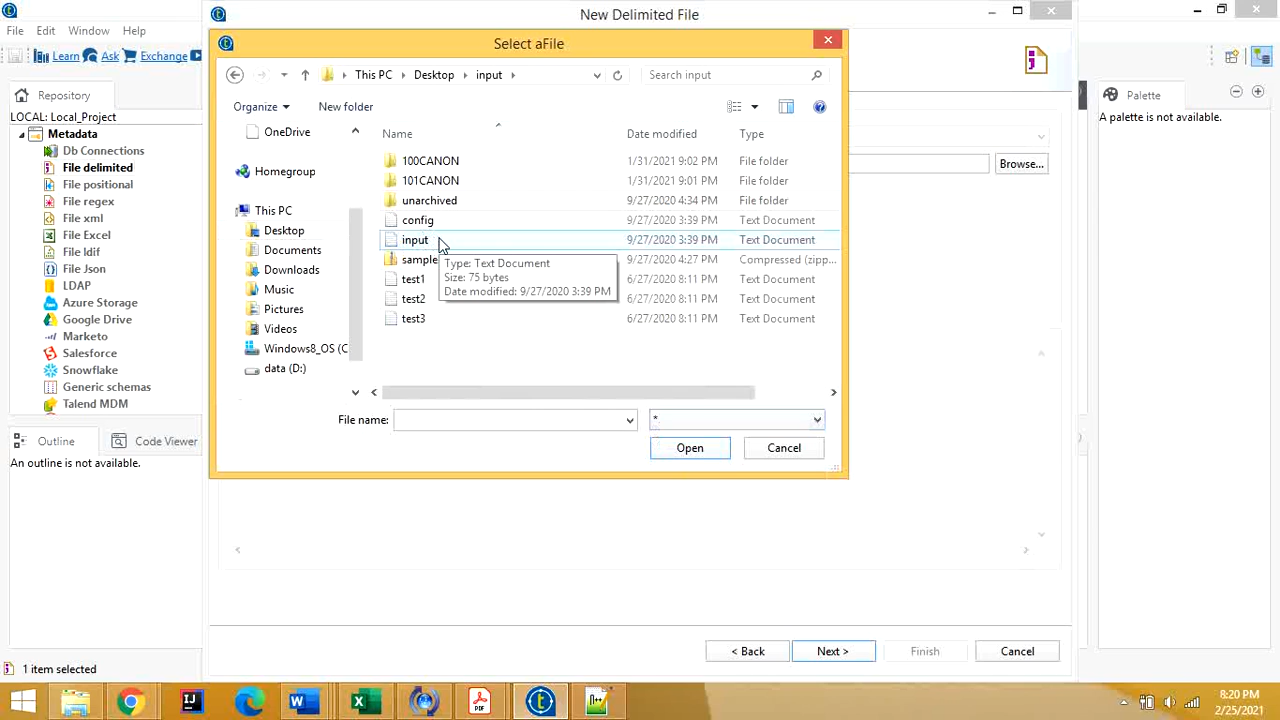 New Delimited File
File Edit Window Help
Learn Ask Exchange
Select aFile
This PC Desktop input
Search input
Organize New folder
Repository
LOCAL: Local_Project
Metadata
Db Connections
File delimited
File positional
File regex
File xml
File Excel
File ldif
File Json
LDAP
Azure Storage
Google Drive
Marketo
Salesforce
Snowflake
Generic schemas
Talend MDM
OneDrive
Homegroup
This PC
Desktop
Documents
Downloads
Music
Pictures
Videos
Windows8_OS (C
data (D:)
Name Date modified Type
100CANON 1/31/2021 9:02 PM File folder
101CANON 1/31/2021 9:01 PM File folder
unarchived 9/27/2020 4:34 PM File folder
config 9/27/2020 3:39 PM Text Document
input 9/27/2020 3:39 PM Text Document
sample 9/27/2020 4:27 PM Compressed (zipp...
test1 6/27/2020 8:11 PM Text Document
test2 6/27/2020 8:11 PM Text Document
test3 6/27/2020 8:11 PM Text Document
Type: Text Document
Size: 75 bytes
Date modified: 9/27/2020 3:39 PM
File name:
*.
Open Cancel
Browse...
Palette
A palette is not available.
Outline Code Viewer
An outline is not available.
< Back Next > Finish Cancel
1 item selected
8:20 PM
2/25/2021